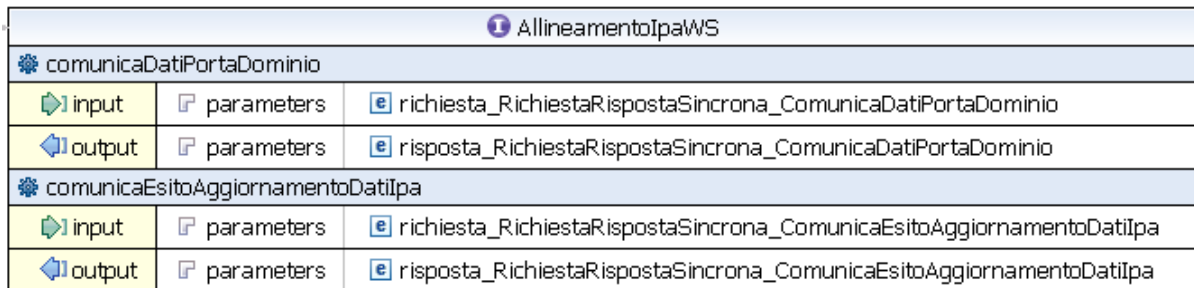 AllineamentoIpaWS
comunicaDatiPortaDominio
input parameters richiesta_RichiestaRispostaSincrona_ComunicaDatiPortaDominio
output parameters risposta_RichiestaRispostaSincrona_ComunicaDatiPortaDominio
comunicaEsitoAggiornamentoDatiIpa
input parameters richiesta_RichiestaRispostaSincrona_ComunicaEsitoAggiornamentoDatiIpa
output parameters risposta_RichiestaRispostaSincrona_ComunicaEsitoAggiornamentoDatiIpa